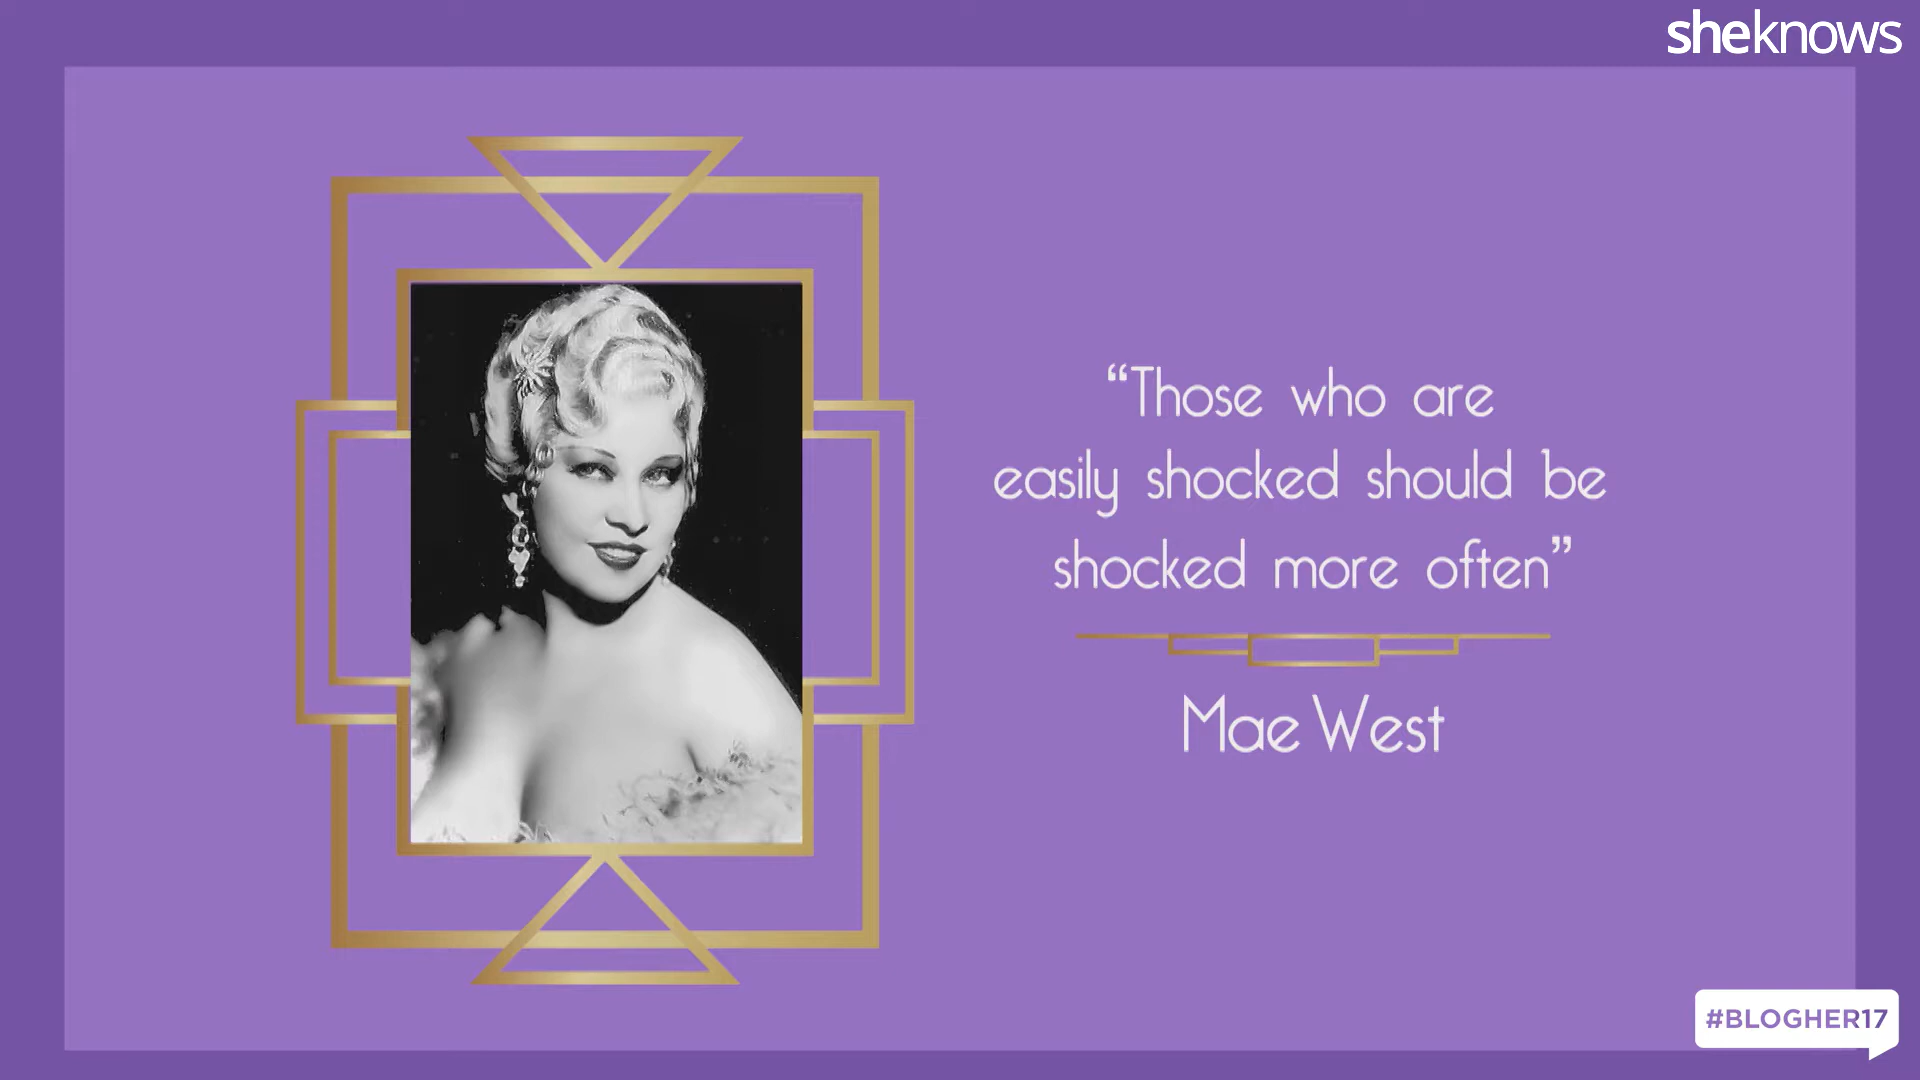 sheknows
“Those who are
easily shocked should be
shocked more often”
Mae West
#BLOGHER17